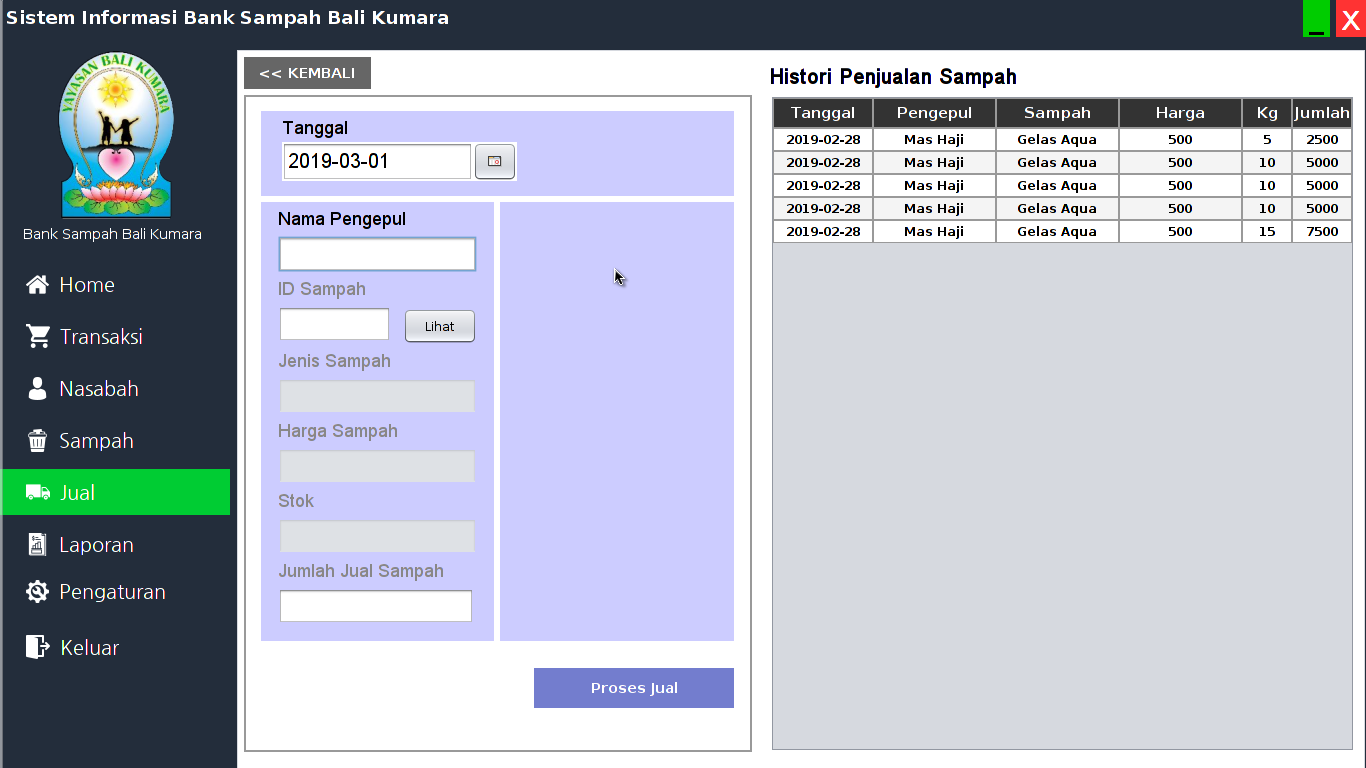 Sistem Informasi Bank Sampah Bali Kumara
_ X
YAYASAN BALI KUMARA
Bank Sampah Bali Kumara
Home
Transaksi
Nasabah
Sampah
Jual
Laporan
Pengaturan
Keluar
<< KEMBALI
Tanggal
2019-03-01
Nama Pengepul
ID Sampah
Lihat
Jenis Sampah
Harga Sampah
Stok
Jumlah Jual Sampah
Proses Jual
Histori Penjualan Sampah
Tanggal Pengepul Sampah Harga Kg Jumlah
2019-02-28 Mas Haji Gelas Aqua 500 5 2500
2019-02-28 Mas Haji Gelas Aqua 500 10 5000
2019-02-28 Mas Haji Gelas Aqua 500 10 5000
2019-02-28 Mas Haji Gelas Aqua 500 10 5000
2019-02-28 Mas Haji Gelas Aqua 500 15 7500